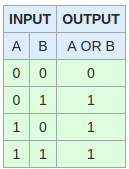 INPUT OUTPUT
A B A OR B
0 0 0
0 1 1
1 0 1
1 1 1